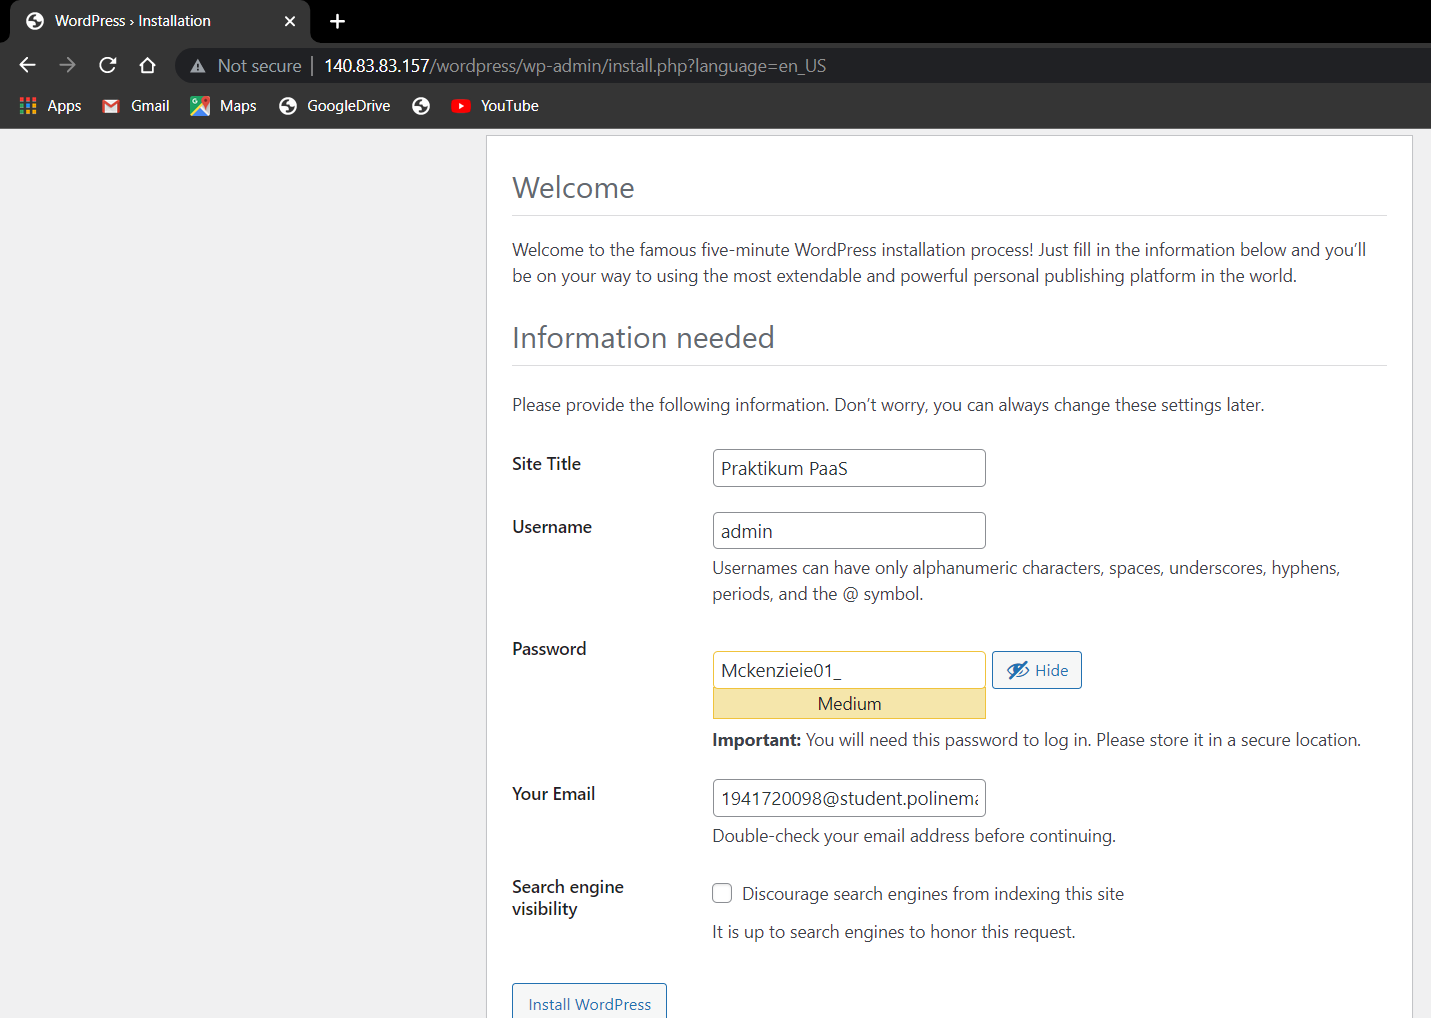 WordPress › Installation
Not secure | 140.83.83.157/wordpress/wp-admin/install.php?language=en_US
Apps Gmail Maps GoogleDrive YouTube
Welcome
Welcome to the famous five-minute WordPress installation process! Just fill in the information below and you’ll
be on your way to using the most extendable and powerful personal publishing platform in the world.
Information needed
Please provide the following information. Don’t worry, you can always change these settings later.
Site Title Praktikum PaaS
Username admin
Usernames can have only alphanumeric characters, spaces, underscores, hyphens,
periods, and the @ symbol.
Password Mckenzieie01_ Hide
Medium
Important: You will need this password to log in. Please store it in a secure location.
Your Email 1941720098@student.polinema
Double-check your email address before continuing.
Search engine
visibility
Discourage search engines from indexing this site
It is up to search engines to honor this request.
Install WordPress